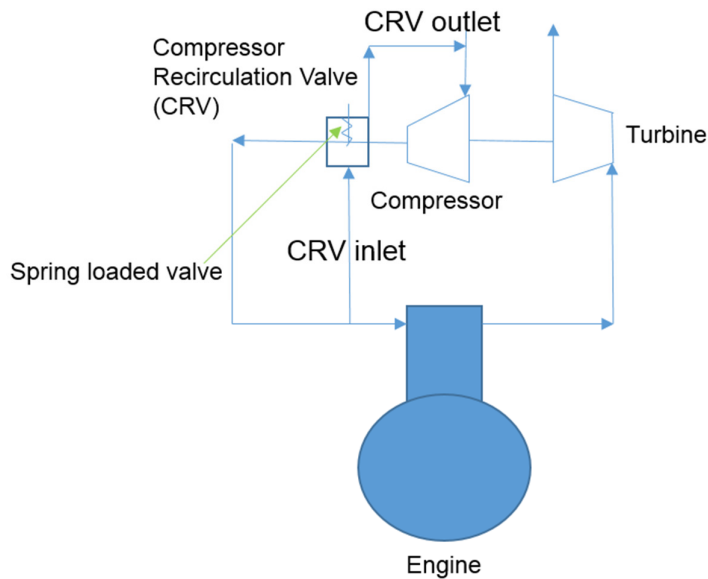 CRV outlet
Compressor
Recirculation Valve
(CRV)
Turbine
Compressor
CRV inlet
Spring loaded valve
Engine